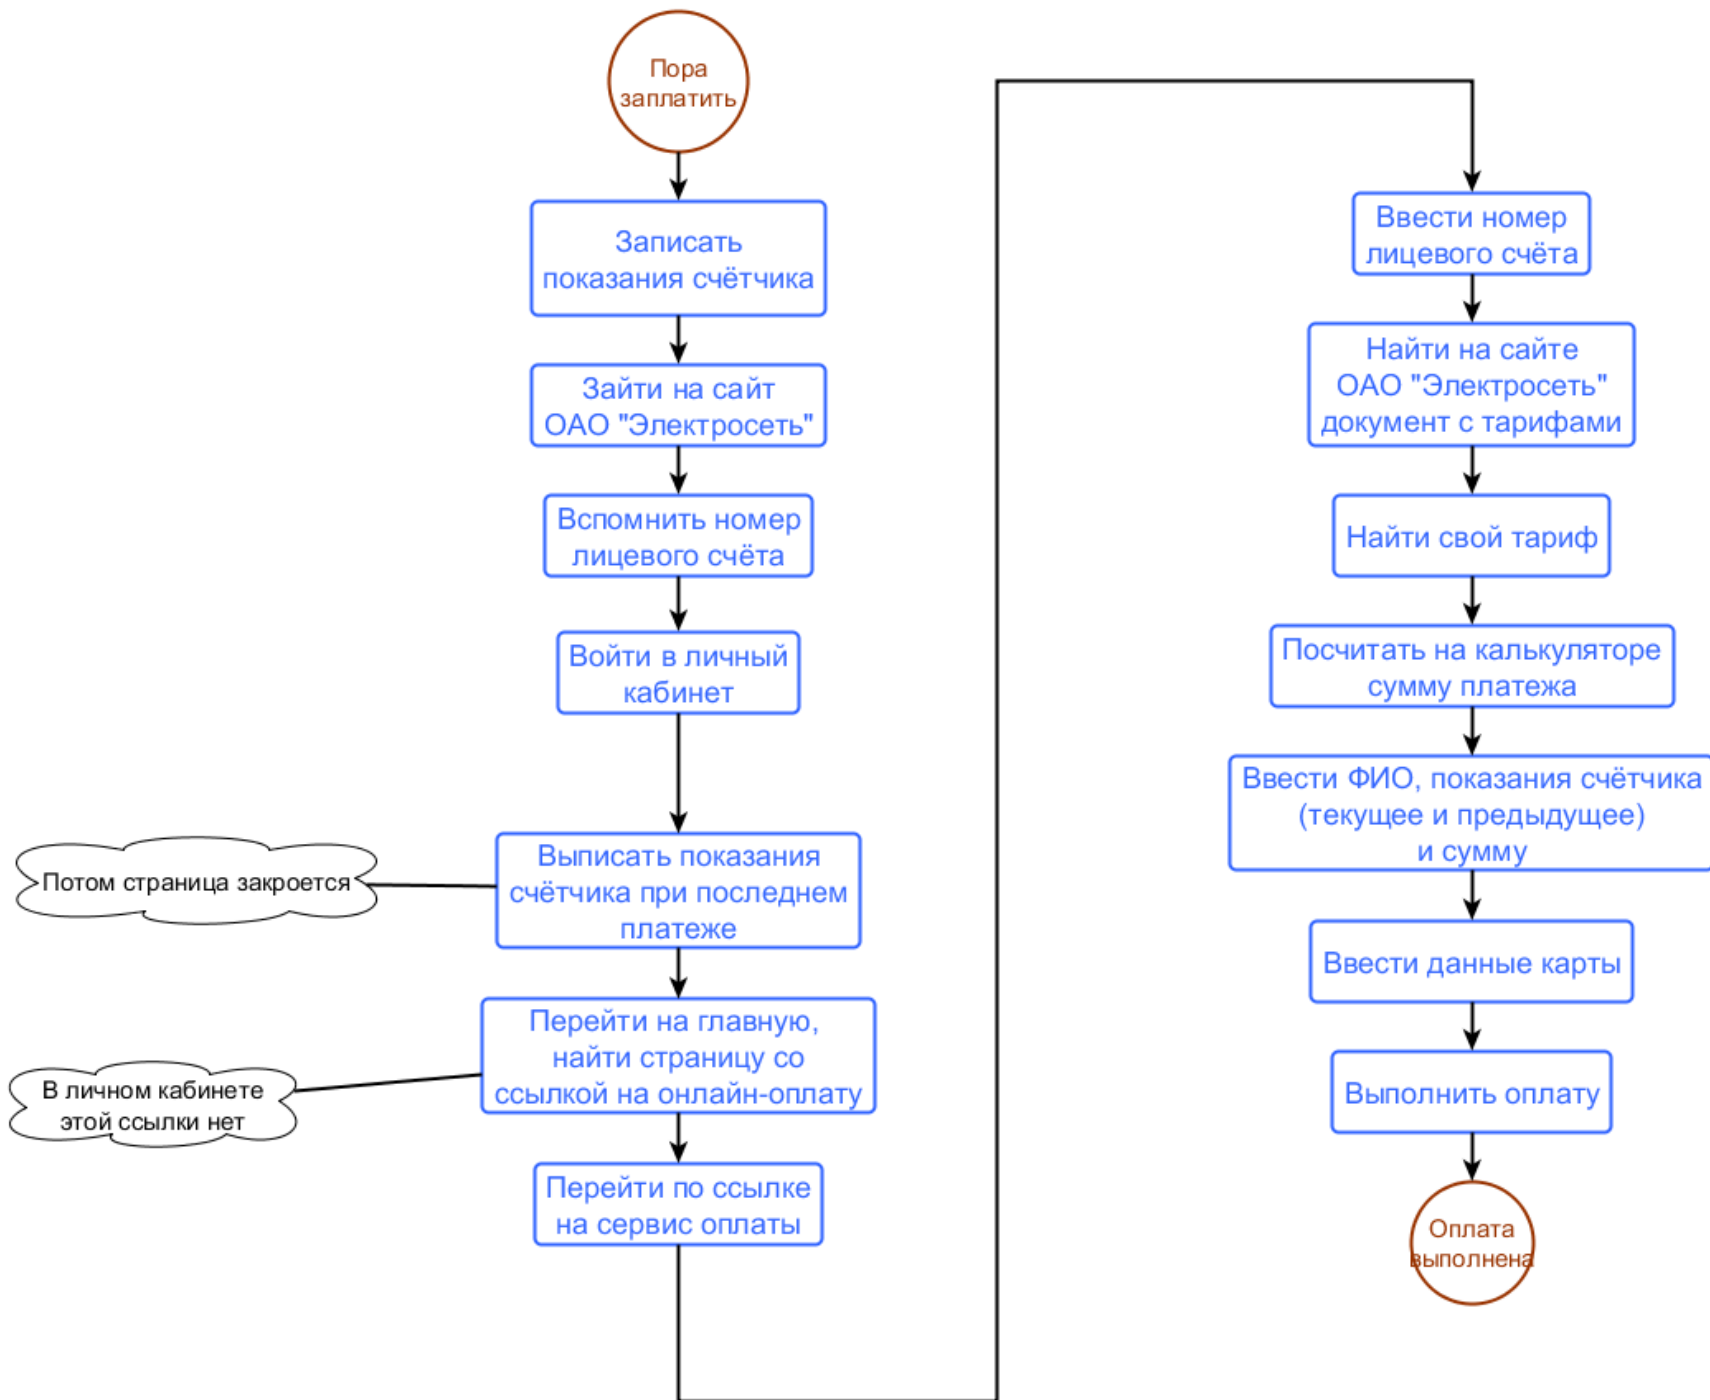 Пора
заплатить
Записать
показания счётчика
Зайти на сайт
ОАО "Электросеть"
Вспомнить номер
лицевого счёта
Войти в личный
кабинет
Потом страница закроется
Выписать показания
счётчика при последнем
платеже
В личном кабинете
этой ссылки нет
Перейти на главную,
найти страницу со
ссылкой на онлайн-оплату
Перейти по ссылке
на сервис оплаты
Ввести номер
лицевого счёта
Найти на сайте
ОАО "Электросеть"
документ с тарифами
Найти свой тариф
Посчитать на калькуляторе
сумму платежа
Ввести ФИО, показания счётчика
(текущее и предыдущее)
и сумму
Ввести данные карты
Выполнить оплату
Оплата
выполнена